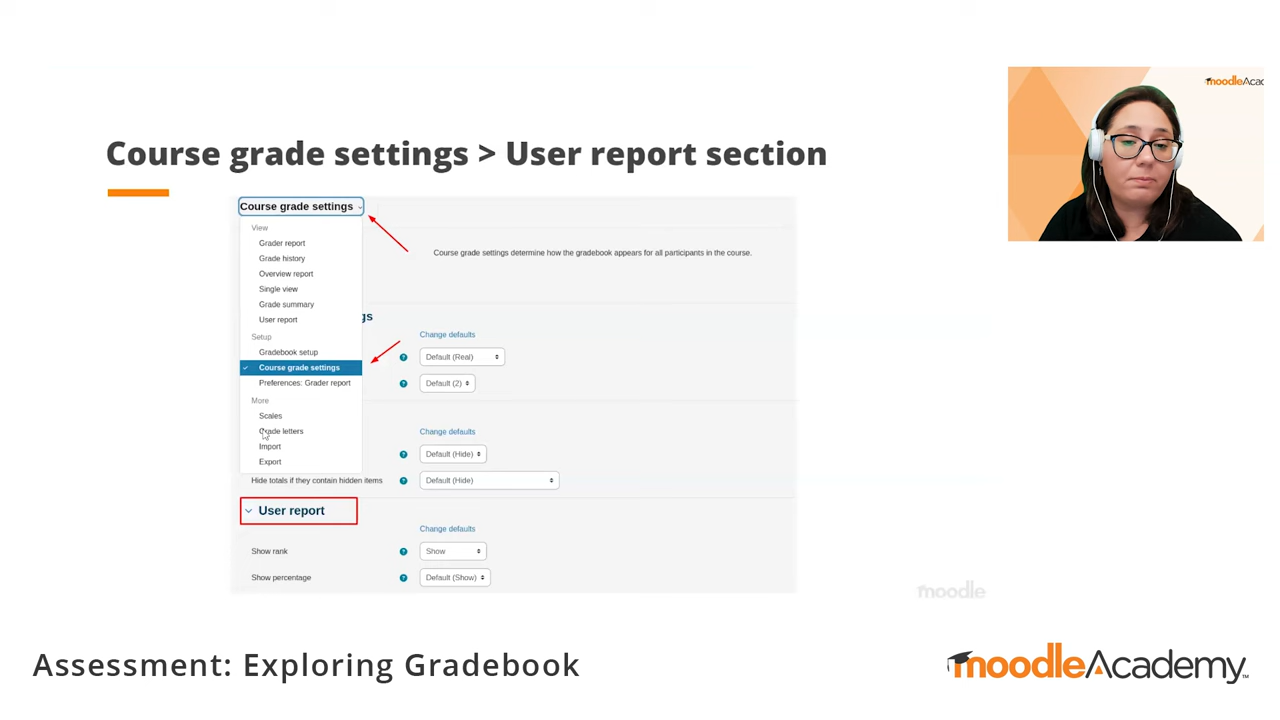 moodleAcad
Course grade settings > User report section
Course grade settings
View
Grader report
Grade history
Course grade settings determine how the gradebook appears for all participants in the course.
Overview report
Single view
Grade summary
User report
gs
Setup
Change defaults
Gradebook setup
Default (Real)
Course grade settings
Preferences: Grader report
Default (2)
More
Scales
Grade letters
Change defaults
Import
Default (Hide)
Export
Hide totals if they contain hidden items
Default (Hide)
User report
Change defaults
Show rank
Show
Show percentage
Default (Show)
moodle
Assessment: Exploring Gradebook
moodleAcademy™